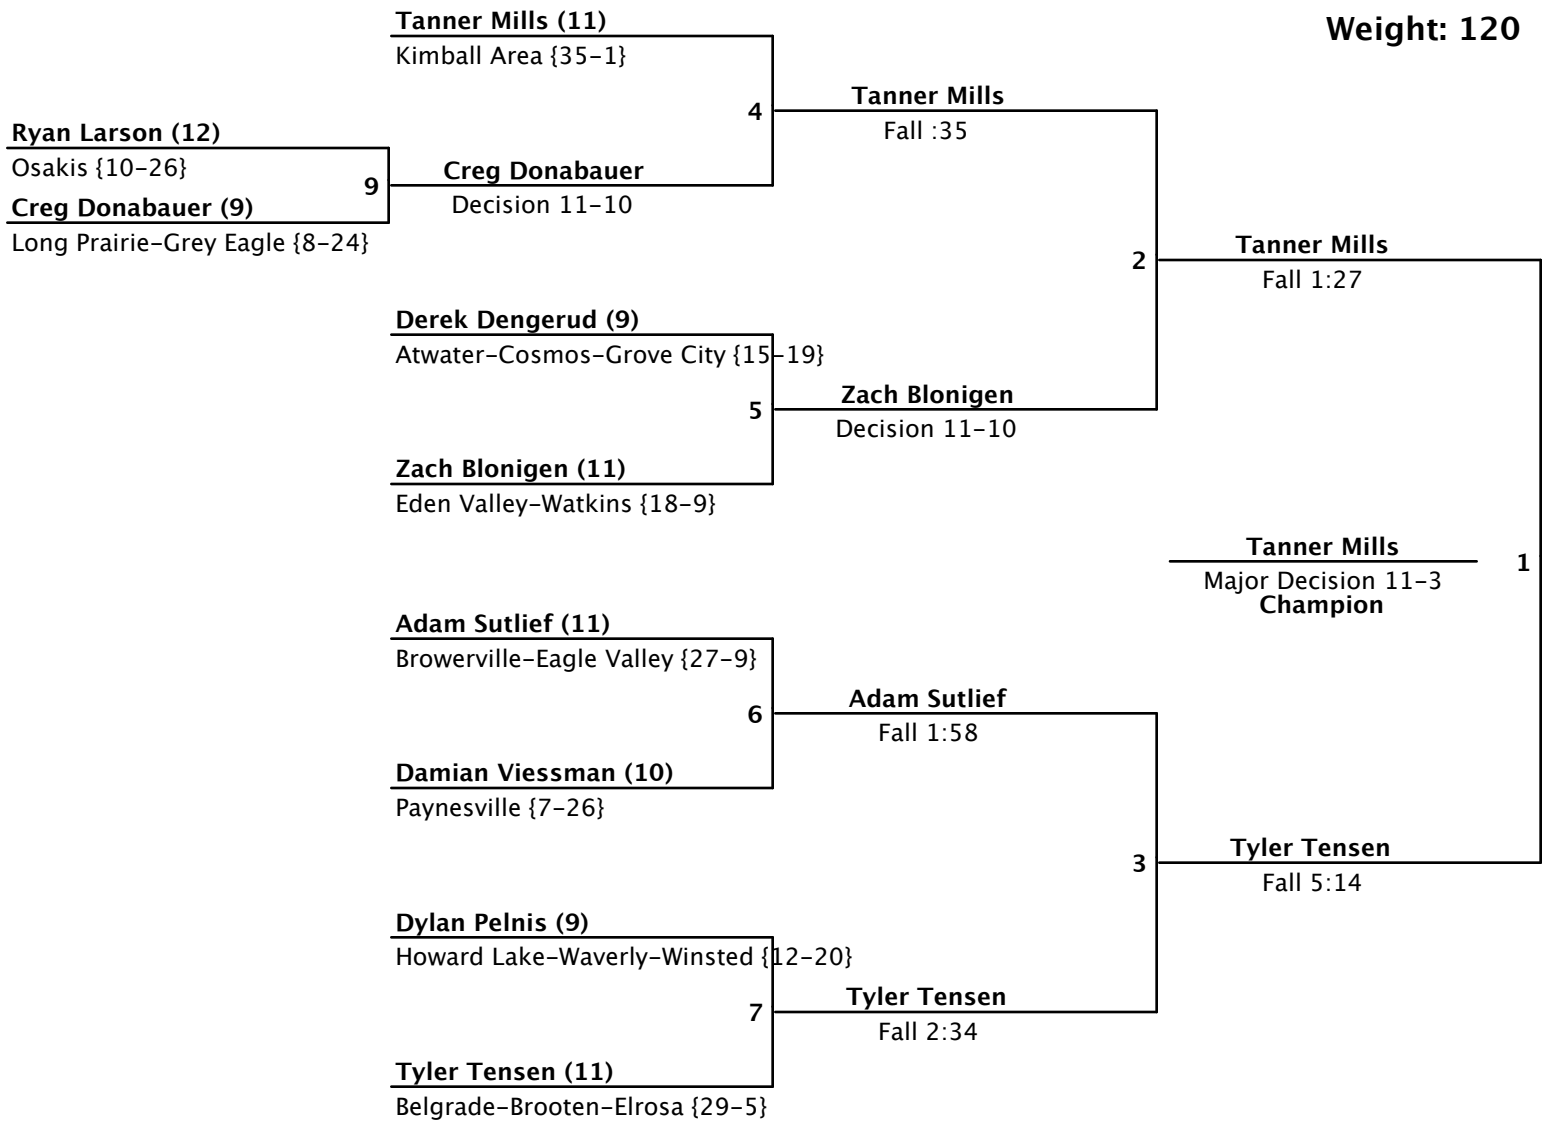 Weight: 120
Tanner Mills (11)
Kimball Area {35-1}
4
Tanner Mills
Fall :35
Ryan Larson (12)
Osakis {10-26}
9
Creg Donabauer
Decision 11-10
Creg Donabauer (9)
Long Prairie-Grey Eagle {8-24}
2
Tanner Mills
Fall 1:27
Derek Dengerud (9)
Atwater-Cosmos-Grove City {15-19}
5
Zach Blonigen
Decision 11-10
Zach Blonigen (11)
Eden Valley-Watkins {18-9}
Tanner Mills
Major Decision 11-3
Champion
1
Adam Sutlief (11)
Browerville-Eagle Valley {27-9}
6
Adam Sutlief
Fall 1:58
Damian Viessman (10)
Paynesville {7-26}
3
Tyler Tensen
Fall 5:14
Dylan Pelnis (9)
Howard Lake-Waverly-Winsted {12-20}
7
Tyler Tensen
Fall 2:34
Tyler Tensen (11)
Belgrade-Brooten-Elrosa {29-5}